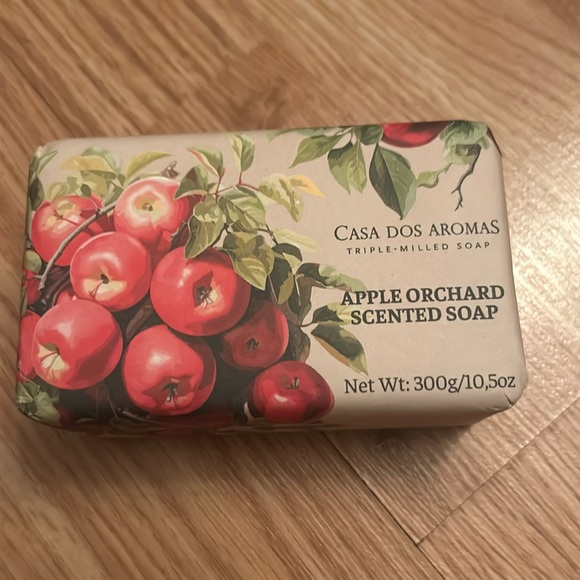 CASA DOS AROMAS
TRIPLE-MILLED SOAP
APPLE ORCHARD
SCENTED SOAP
Net Wt: 300g/10,5oz